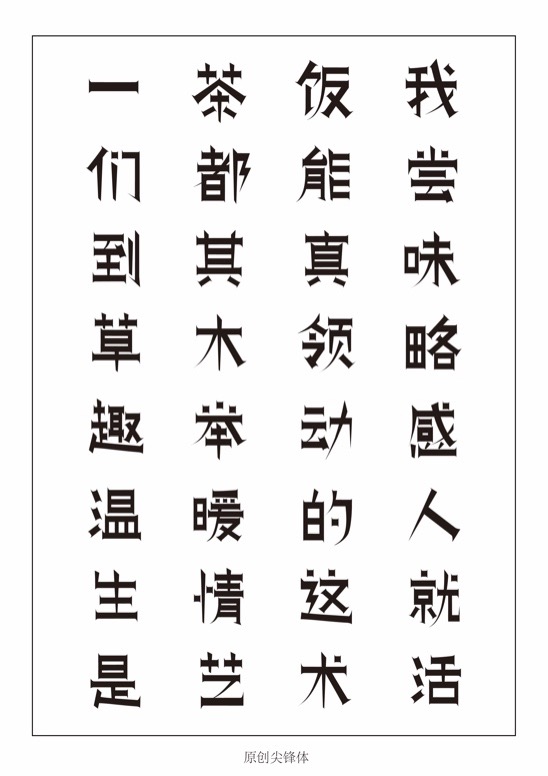 一茶饭我
们都能尝
到其真味
草木领略
趣举动感
温暖的人
生情这就
是艺术活
原创尖锋体